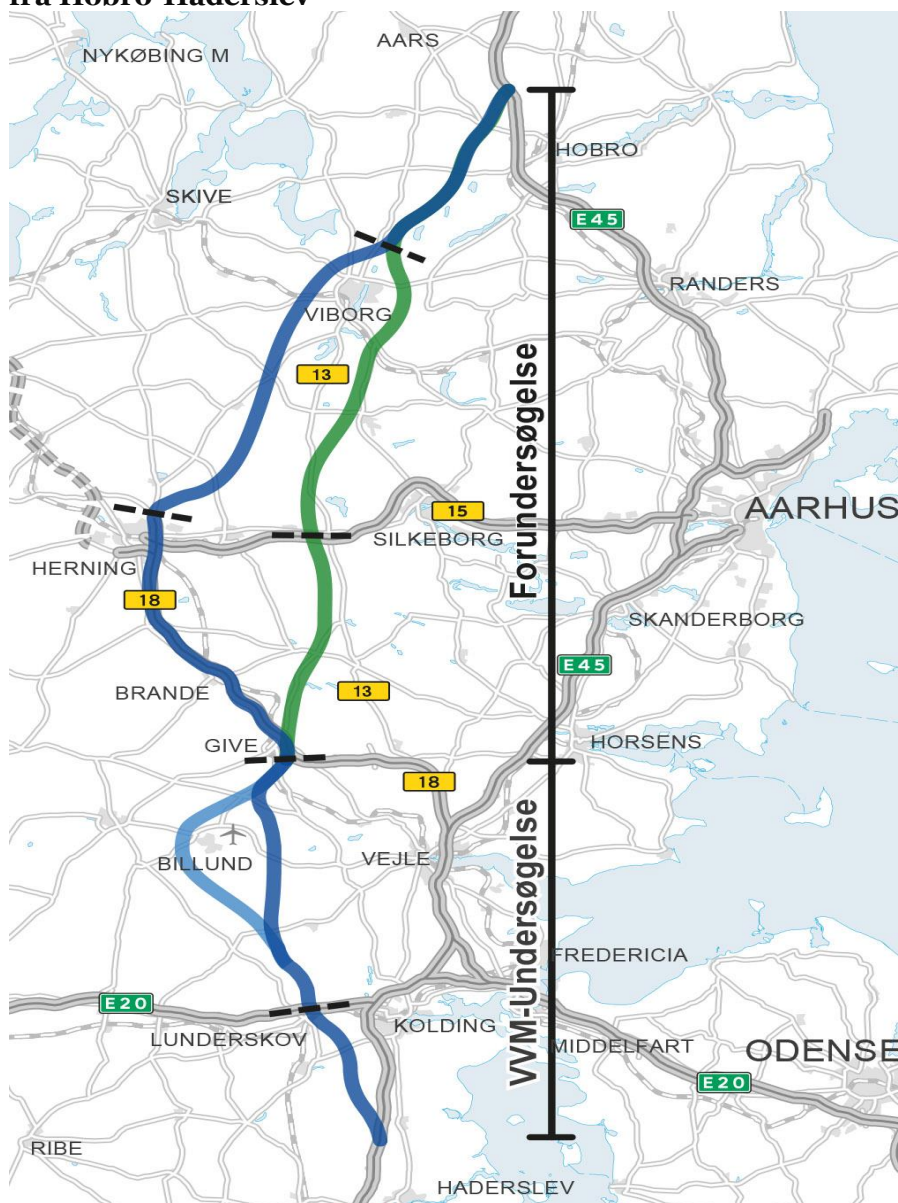 fra Hobro-Haderslev
AARS
NYKØBING M
HOBRO
SKIVE
E45
RANDERS
VIBORG
13
Forundersøgelse
15
AARHUS
SILKEBORG
HERNING
18
SKANDERBORG
E45
BRANDE
13
GIVE
HORSENS
18
VVM-Undersøgelse
BILLUND
VEJLE
FREDERICIA
E20
LUNDERSKOV
KOLDING
MIDDELFART
ODENSE
E20
RIBE
HADERSLEV